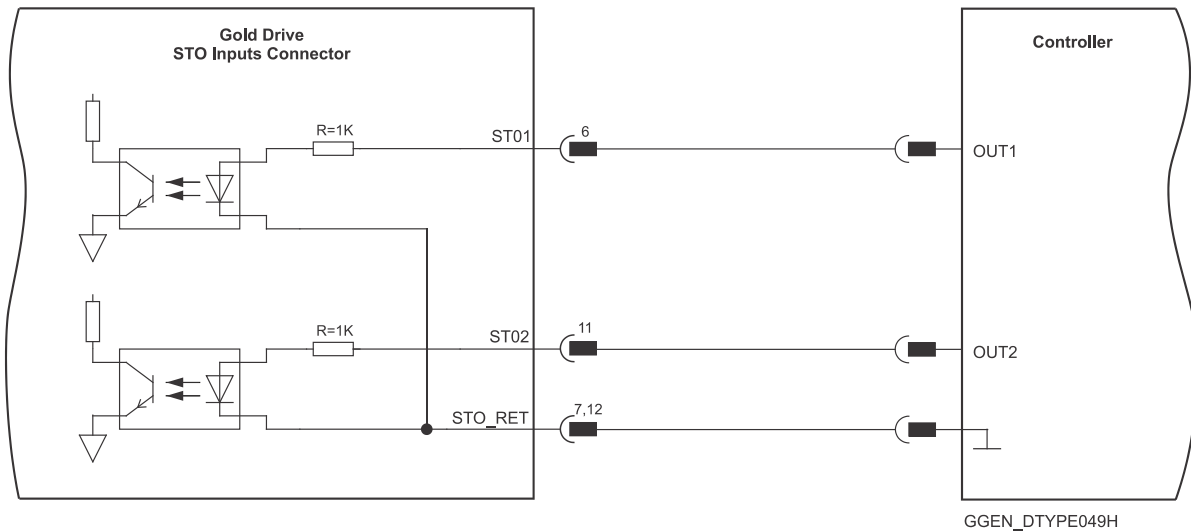 Gold Drive
STO Inputs Connector
Controller
R=1K
ST01
6
OUT1
R=1K
ST02
11
OUT2
STO_RET
7,12
GGEN_DTYPE049H